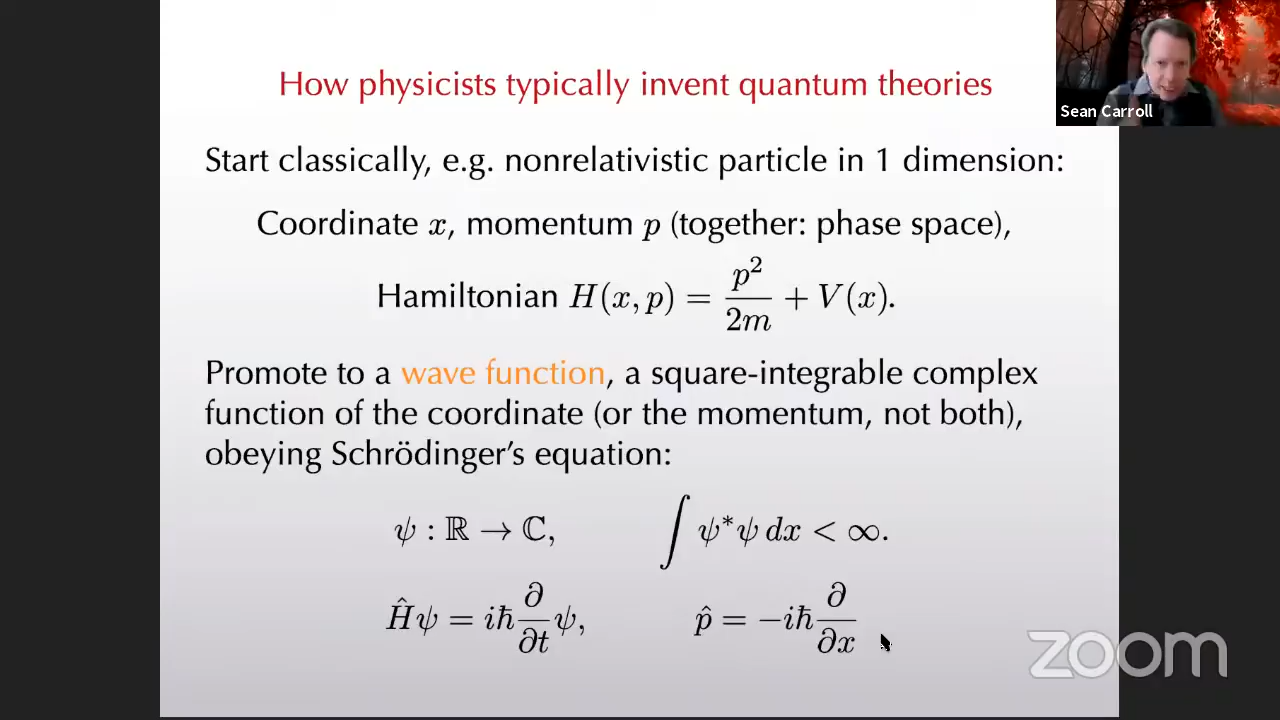 How physicists typically invent quantum theories
Sean Carroll
Start classically, e.g. nonrelativistic particle in 1 dimension:
Coordinate x, momentum p (together: phase space),
Hamiltonian H(x, p) = p²/2m + V(x).
Promote to a wave function, a square-integrable complex
function of the coordinate (or the momentum, not both),
obeying Schrödinger’s equation:
ψ : ℝ → ℂ, ∫ ψ*ψ dx < ∞.
Ĥψ = iħ ∂/∂t ψ, p̂ = −iħ ∂/∂x
zoom